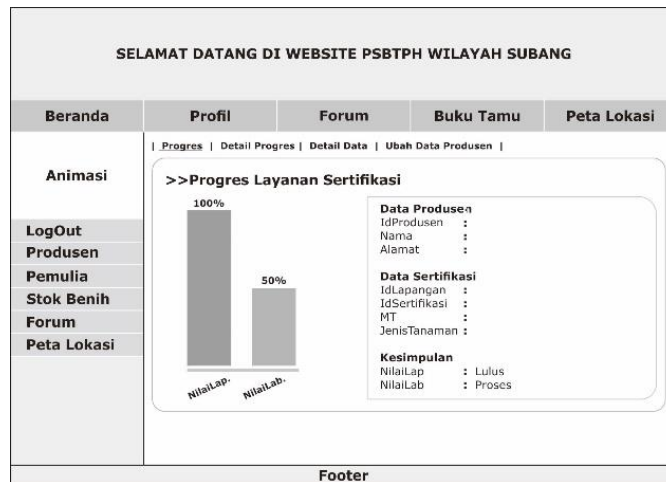 SELAMAT DATANG DI WEBSITE PSBTPH WILAYAH SUBANG
Beranda Profil Forum Buku Tamu Peta Lokasi
| Progres | Detail Progres | Detail Data | Ubah Data Produsen |
Animasi
LogOut
Produsen
Pemulia
Stok Benih
Forum
Peta Lokasi
>>Progres Layanan Sertifikasi
100%
50%
NilaiLap.
NilaiLab.
Data Produsen
IdProdusen :
Nama :
Alamat :
Data Sertifikasi
IdLapangan :
IdSertifikasi :
MT :
JenisTanaman :
Kesimpulan
NilaiLap : Lulus
NilaiLab : Proses
Footer